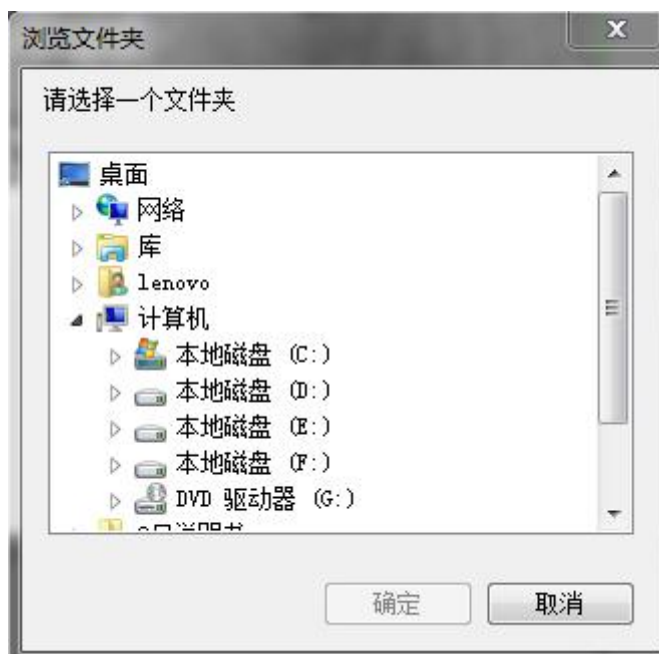 浏览文件夹
请选择一个文件夹
桌面
网络
库
lenovo
计算机
本地磁盘 (C:)
本地磁盘 (D:)
本地磁盘 (E:)
本地磁盘 (F:)
DVD 驱动器 (G:)
确定
取消